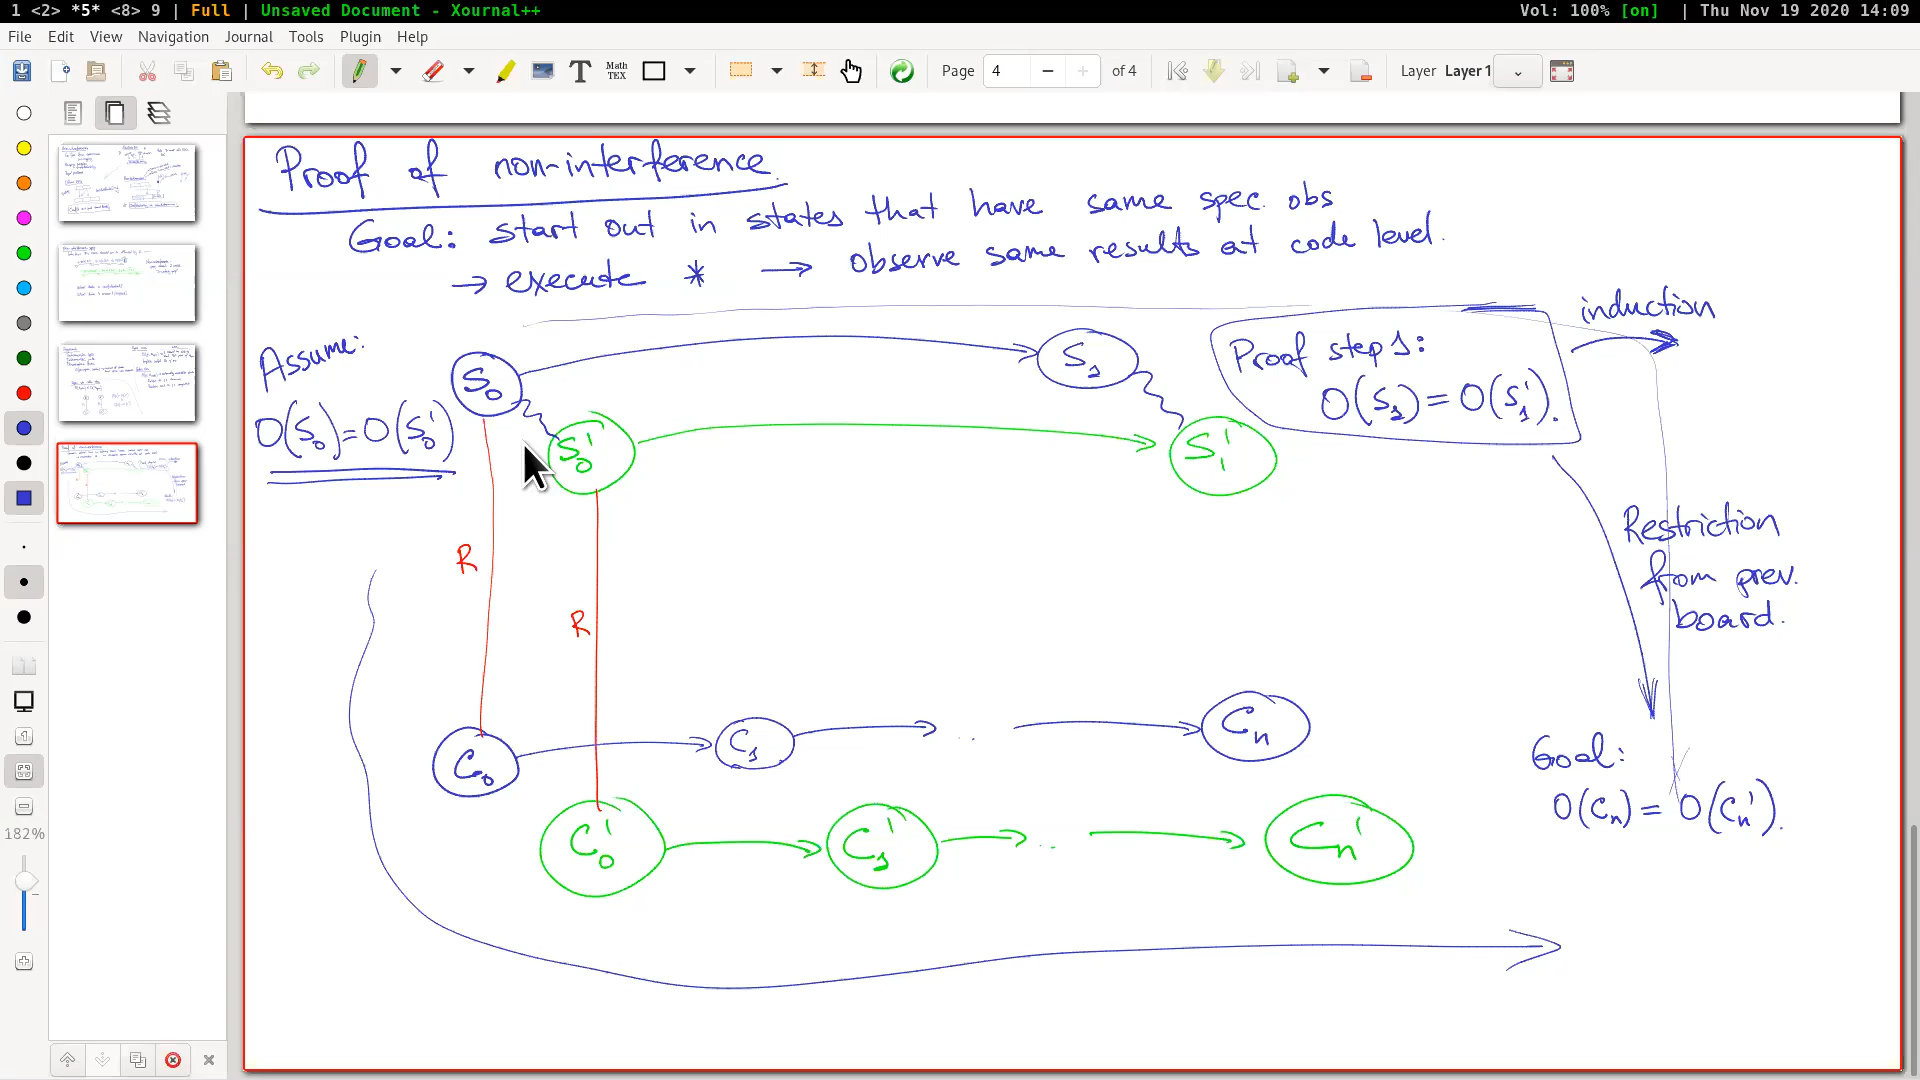 1 <2> *5* <8> 9 | Full | Unsaved Document - Xournal++
Vol: 100% [on] | Thu Nov 19 2020 14:09
File Edit View Navigation Journal Tools Plugin Help
Math TEX
Page 4 of 4
Layer Layer 1
Proof of non-interference.
Goal: start out in states that have same spec. obs
→ execute * → observe same results at code level.
Assume:
O(S₀)=O(S₀')
S₀
S₁
S₀'
S₁'
Proof step 1:
O(S₁)=O(S₁').
induction
Restriction
from prev.
board.
R
R
C₀
C₁
..
Cₙ
C₀'
C₁'
..
Cₙ'
Goal:
O(Cₙ) = O(Cₙ').
182%